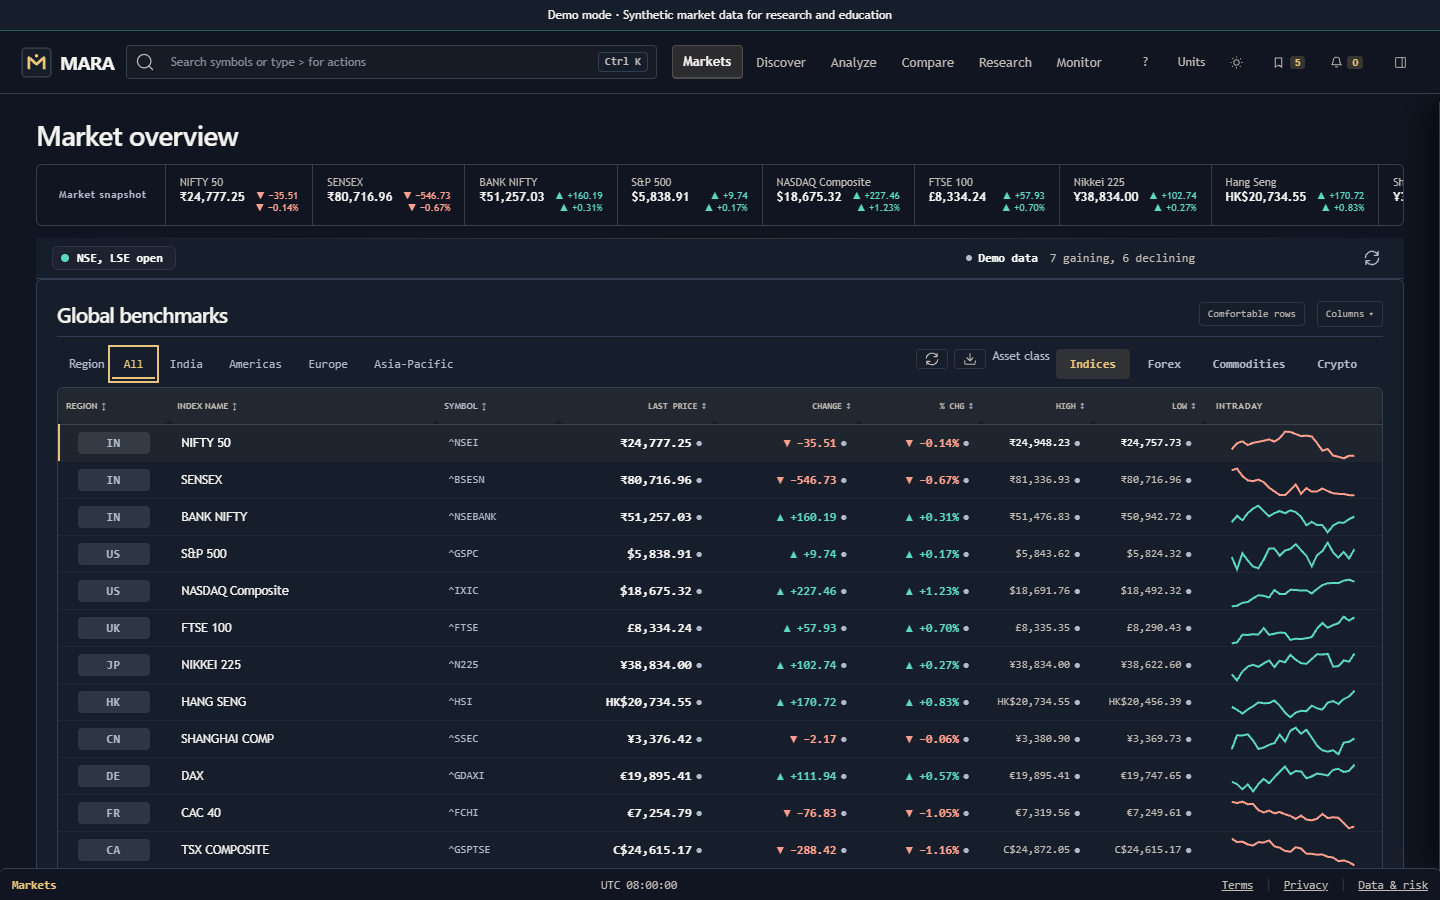 Demo mode · Synthetic market data for research and education
MARA
Search symbols or type > for actions
Ctrl K
Markets Discover Analyze Compare Research Monitor
? Units 5 0
Market overview
Market snapshot
NIFTY 50
₹24,777.25 ▼ −35.51
▼ −0.14%
SENSEX
₹80,716.96 ▼ −546.73
▼ −0.67%
BANK NIFTY
₹51,257.03 ▲ +160.19
▲ +0.31%
S&P 500
$5,838.91 ▲ +9.74
▲ +0.17%
NASDAQ Composite
$18,675.32 ▲ +227.46
▲ +1.23%
FTSE 100
£8,334.24 ▲ +57.93
▲ +0.70%
Nikkei 225
¥38,834.00 ▲ +102.74
▲ +0.27%
Hang Seng
HK$20,734.55 ▲ +170.72
▲ +0.83%
NSE, LSE open
Demo data 7 gaining, 6 declining
Global benchmarks
Comfortable rows Columns ▾
Region All India Americas Europe Asia-Pacific
Asset class Indices Forex Commodities Crypto
REGION ↕ INDEX NAME ↕ SYMBOL ↕ LAST PRICE ↕ CHANGE ↕ % CHG ↕ HIGH ↕ LOW ↕ INTRADAY
IN NIFTY 50 ^NSEI ₹24,777.25 ▼ −35.51 ▼ −0.14% ₹24,948.23 ₹24,757.73
IN SENSEX ^BSESN ₹80,716.96 ▼ −546.73 ▼ −0.67% ₹81,336.93 ₹80,716.96
IN BANK NIFTY ^NSEBANK ₹51,257.03 ▲ +160.19 ▲ +0.31% ₹51,476.83 ₹50,942.72
US S&P 500 ^GSPC $5,838.91 ▲ +9.74 ▲ +0.17% $5,843.62 $5,824.32
US NASDAQ Composite ^IXIC $18,675.32 ▲ +227.46 ▲ +1.23% $18,691.76 $18,492.32
UK FTSE 100 ^FTSE £8,334.24 ▲ +57.93 ▲ +0.70% £8,335.35 £8,290.43
JP NIKKEI 225 ^N225 ¥38,834.00 ▲ +102.74 ▲ +0.27% ¥38,834.00 ¥38,622.60
HK HANG SENG ^HSI HK$20,734.55 ▲ +170.72 ▲ +0.83% HK$20,734.55 HK$20,456.39
CN SHANGHAI COMP ^SSEC ¥3,376.42 ▼ −2.17 ▼ −0.06% ¥3,380.90 ¥3,369.73
DE DAX ^GDAXI €19,895.41 ▲ +111.94 ▲ +0.57% €19,895.41 €19,747.65
FR CAC 40 ^FCHI €7,254.79 ▼ −76.83 ▼ −1.05% €7,319.56 €7,249.61
CA TSX COMPOSITE ^GSPTSE C$24,615.17 ▼ −288.42 ▼ −1.16% C$24,872.05 C$24,615.17
Markets UTC 08:00:00 Terms Privacy Data & risk